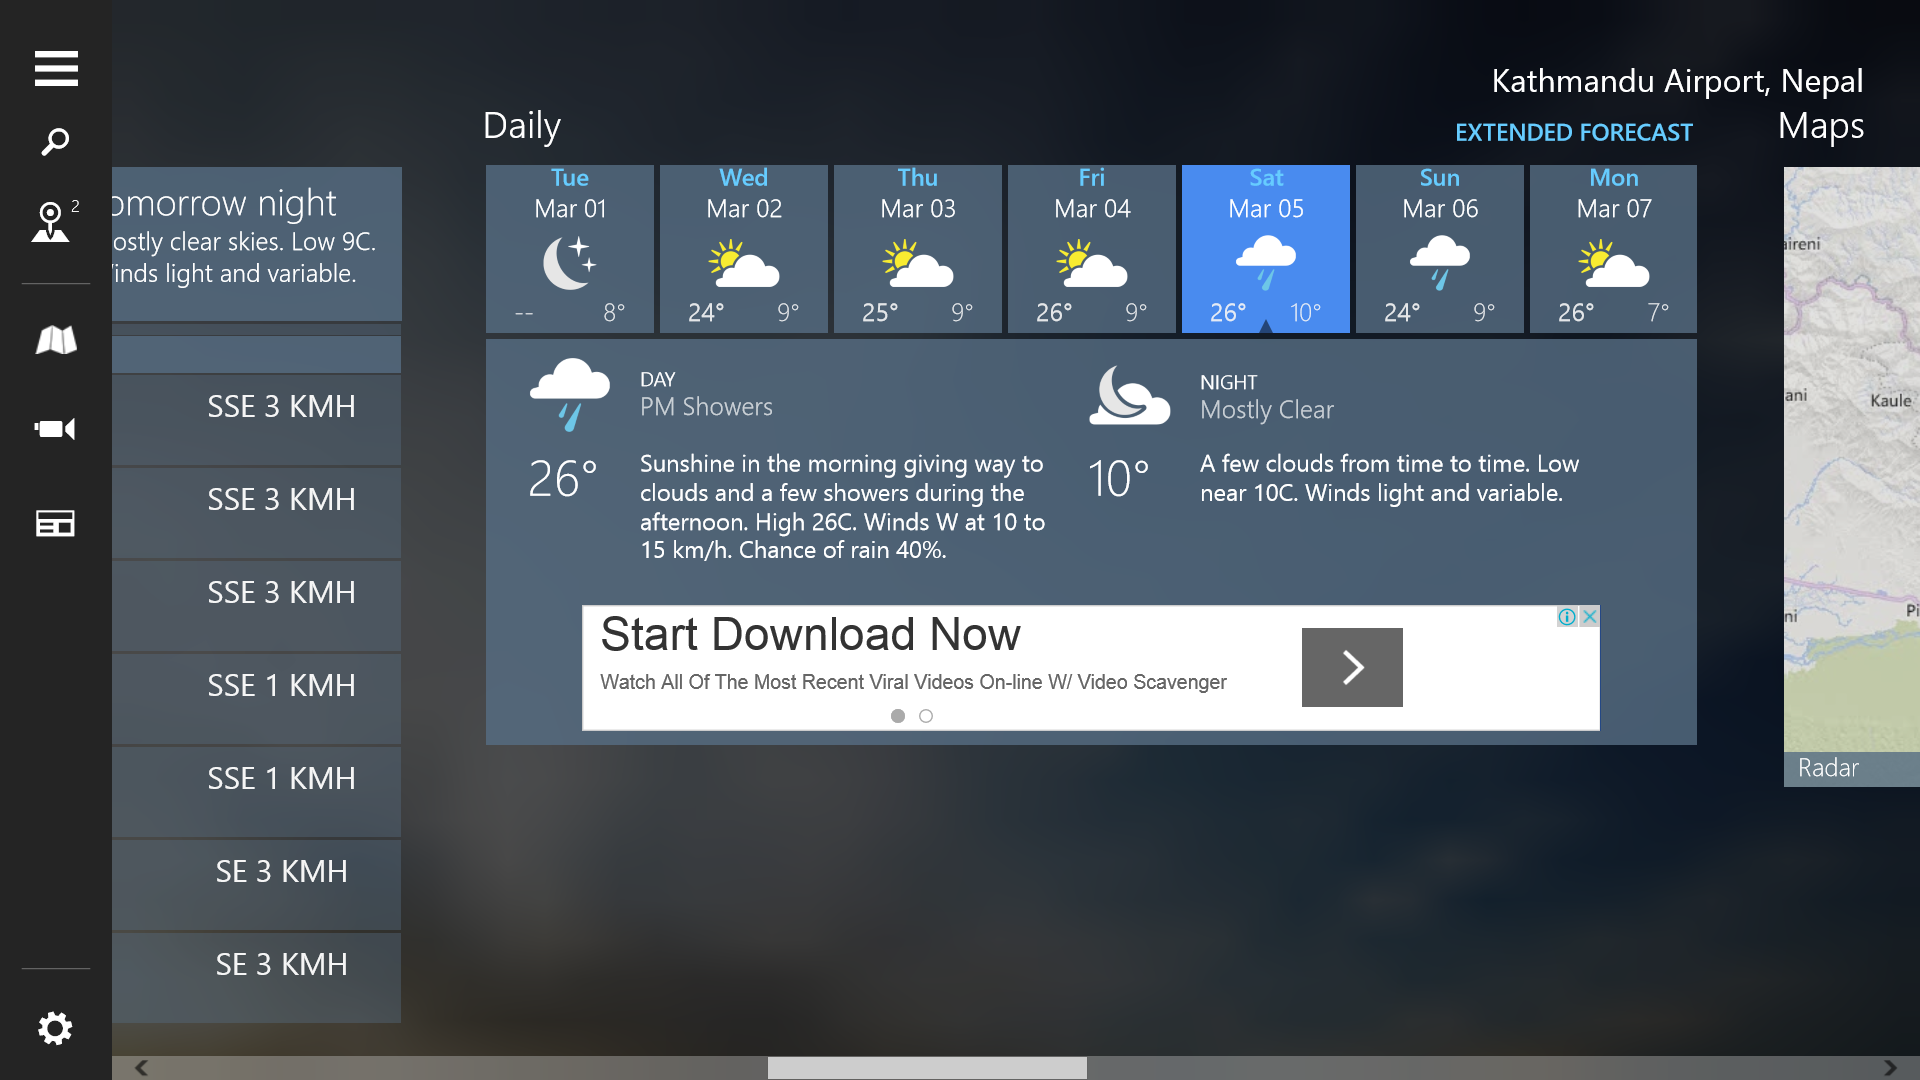 Kathmandu Airport, Nepal
2
omorrow night
ostly clear skies. Low 9C.
inds light and variable.
SSE 3 KMH
SSE 3 KMH
SSE 3 KMH
SSE 1 KMH
SSE 1 KMH
SE 3 KMH
SE 3 KMH
Daily
EXTENDED FORECAST
Tue
Mar 01
-- 8°
Wed
Mar 02
24° 9°
Thu
Mar 03
25° 9°
Fri
Mar 04
26° 9°
Sat
Mar 05
26° 10°
Sun
Mar 06
24° 9°
Mon
Mar 07
26° 7°
DAY
PM Showers
26°
Sunshine in the morning giving way to
clouds and a few showers during the
afternoon. High 26C. Winds W at 10 to
15 km/h. Chance of rain 40%.
NIGHT
Mostly Clear
10°
A few clouds from time to time. Low
near 10C. Winds light and variable.
Start Download Now
Watch All Of The Most Recent Viral Videos On-line W/ Video Scavenger
Maps
aireni
ani
Kaule
ni
Pi
Radar